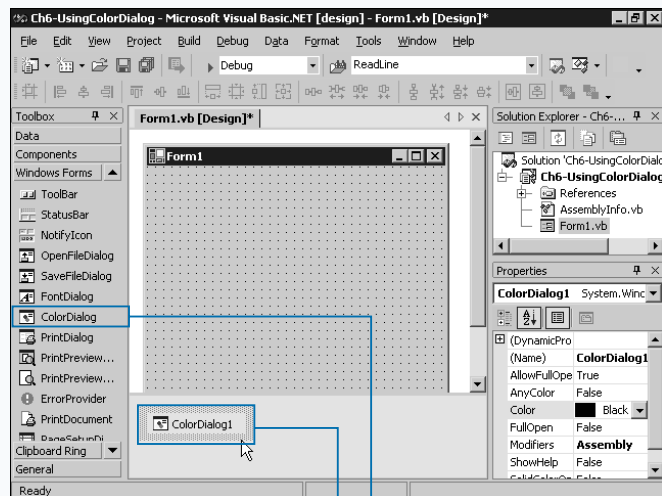 Ch6-UsingColorDialog - Microsoft Visual Basic.NET [design] - Form1.vb [Design]*
File Edit View Project Build Debug Data Format Tools Window Help
Debug ReadLine
Toolbox
Data
Components
Windows Forms
ToolBar
StatusBar
NotifyIcon
OpenFileDialog
SaveFileDialog
FontDialog
ColorDialog
PrintDialog
PrintPreview...
PrintPreview...
ErrorProvider
PrintDocument
PageSetupDi
Clipboard Ring
General
Form1.vb [Design]*
Form1
ColorDialog1
Solution Explorer - Ch6-...
Solution 'Ch6-UsingColorDialo
Ch6-UsingColorDialog
References
AssemblyInfo.vb
Form1.vb
Properties
ColorDialog1 System.Winc
(DynamicPro
(Name) ColorDialog1
AllowFullOpe True
AnyColor False
Color Black
FullOpen False
Modifiers Assembly
ShowHelp False
SolidColorOn False
Ready